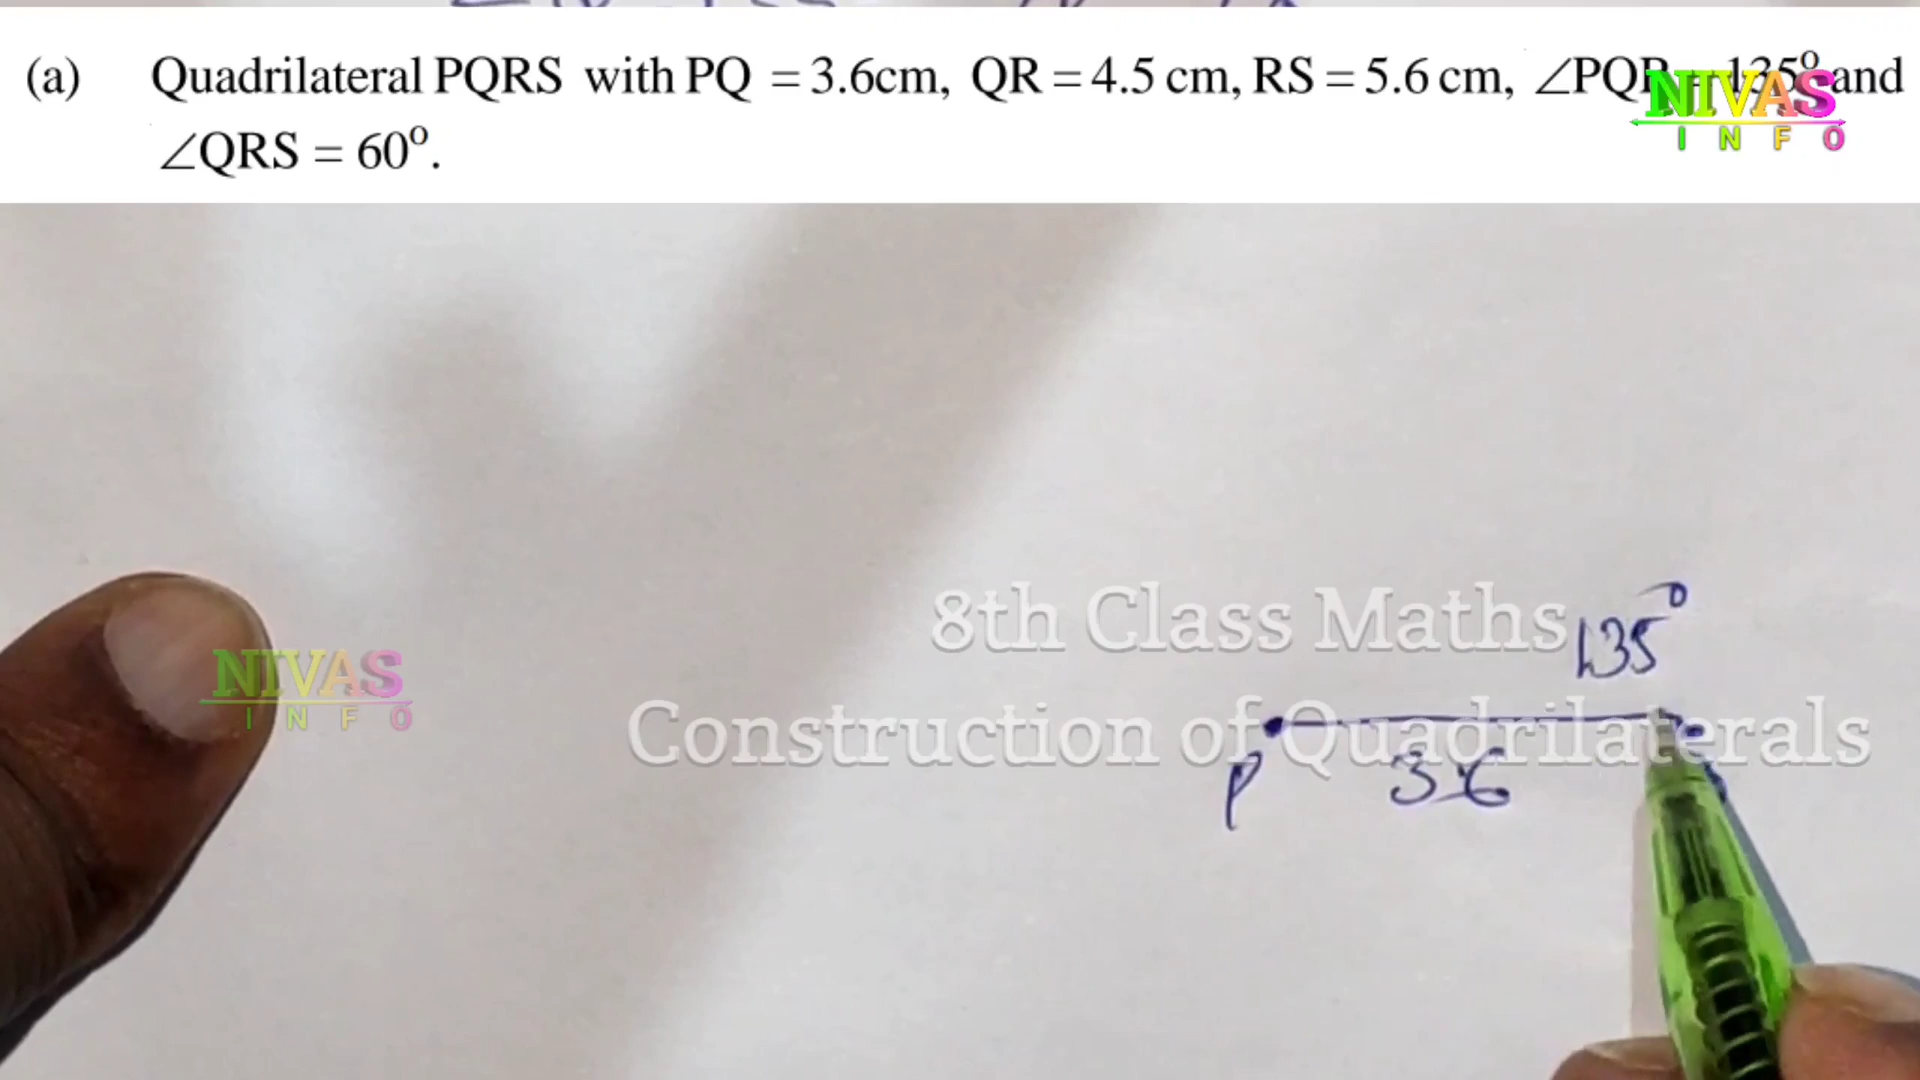 (a) Quadrilateral PQRS with PQ = 3.6cm, QR = 4.5 cm, RS = 5.6 cm, 135° and
∠QRS = 60°.
NIVAS
INFO
8th Class Maths
135°
NIVAS
INFO
Construction of Quadrilaterals
P 3.6